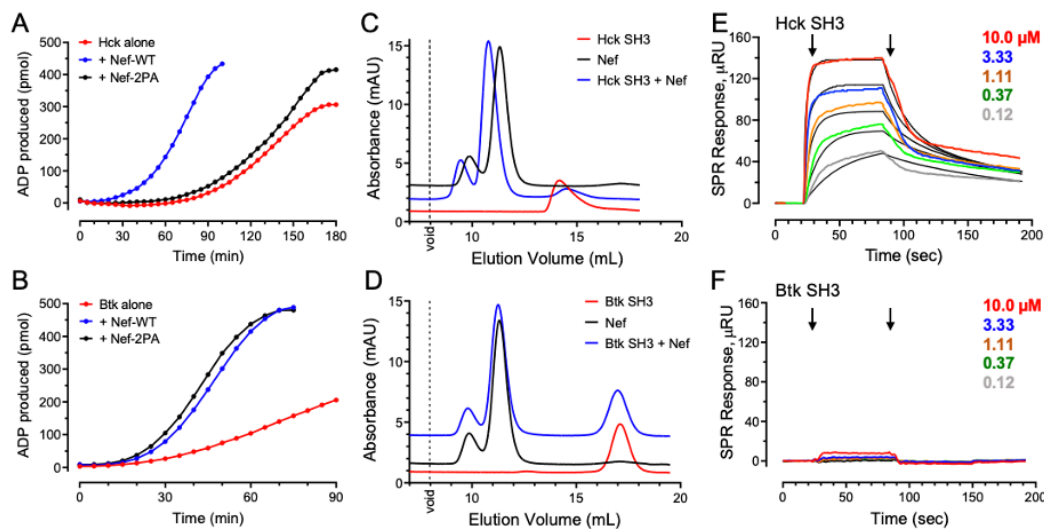 A
Hck alone
+ Nef-WT
+ Nef-2PA
ADP produced (pmol)
500
400
300
200
100
0
0 30 60 90 120 150 180
Time (min)
C
Hck SH3
Nef
Hck SH3 + Nef
Absorbance (mAU)
15
10
5
0
void
10 15 20
Elution Volume (mL)
E Hck SH3
10.0 µM
3.33
1.11
0.37
0.12
SPR Response, µRU
160
120
80
40
0
0 50 100 150 200
Time (sec)
B
Btk alone
+ Nef-WT
+ Nef-2PA
ADP produced (pmol)
500
400
300
200
100
0
0 30 60 90
Time (min)
D
Btk SH3
Nef
Btk SH3 + Nef
Absorbance (mAU)
15
10
5
0
void
10 15 20
Elution Volume (mL)
F Btk SH3
10.0 µM
3.33
1.11
0.37
0.12
SPR Response, µRU
160
120
80
40
0
0 50 100 150 200
Time (sec)